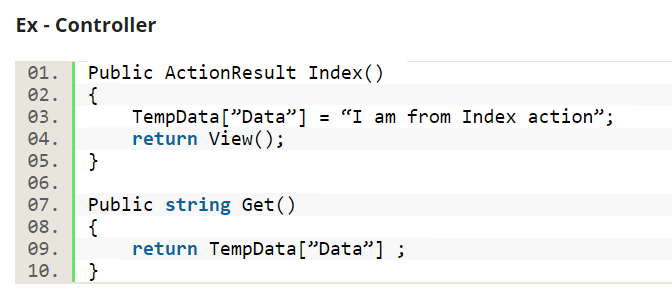 Ex - Controller
01. Public ActionResult Index()
02. {
03.     TempData[”Data”] = “I am from Index action”;
04.     return View();
05. }
06.
07. Public string Get()
08. {
09.     return TempData[”Data”] ;
10. }